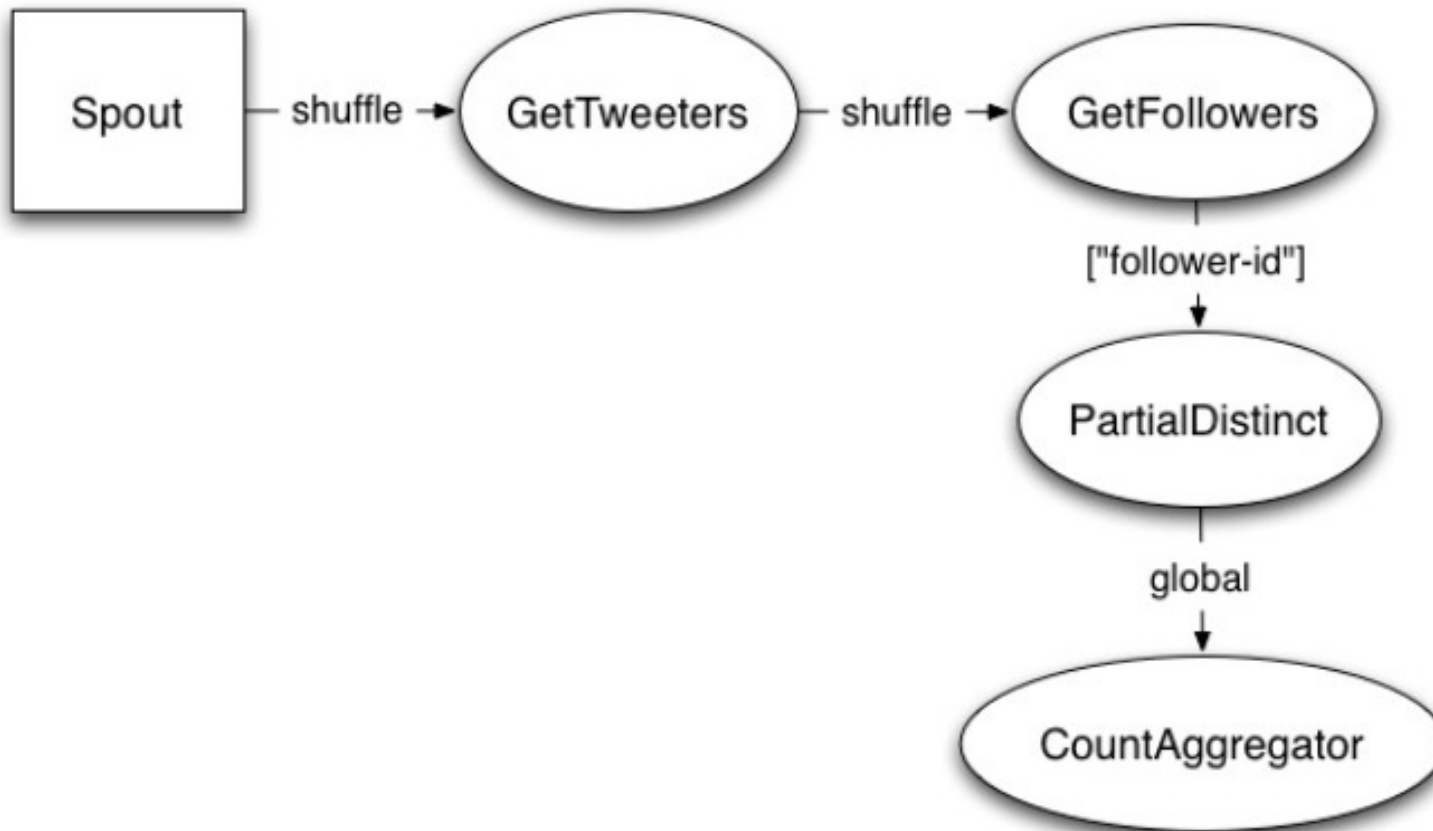 Spout
shuffle
GetTweeters
shuffle
GetFollowers
["follower-id"]
PartialDistinct
global
CountAggregator